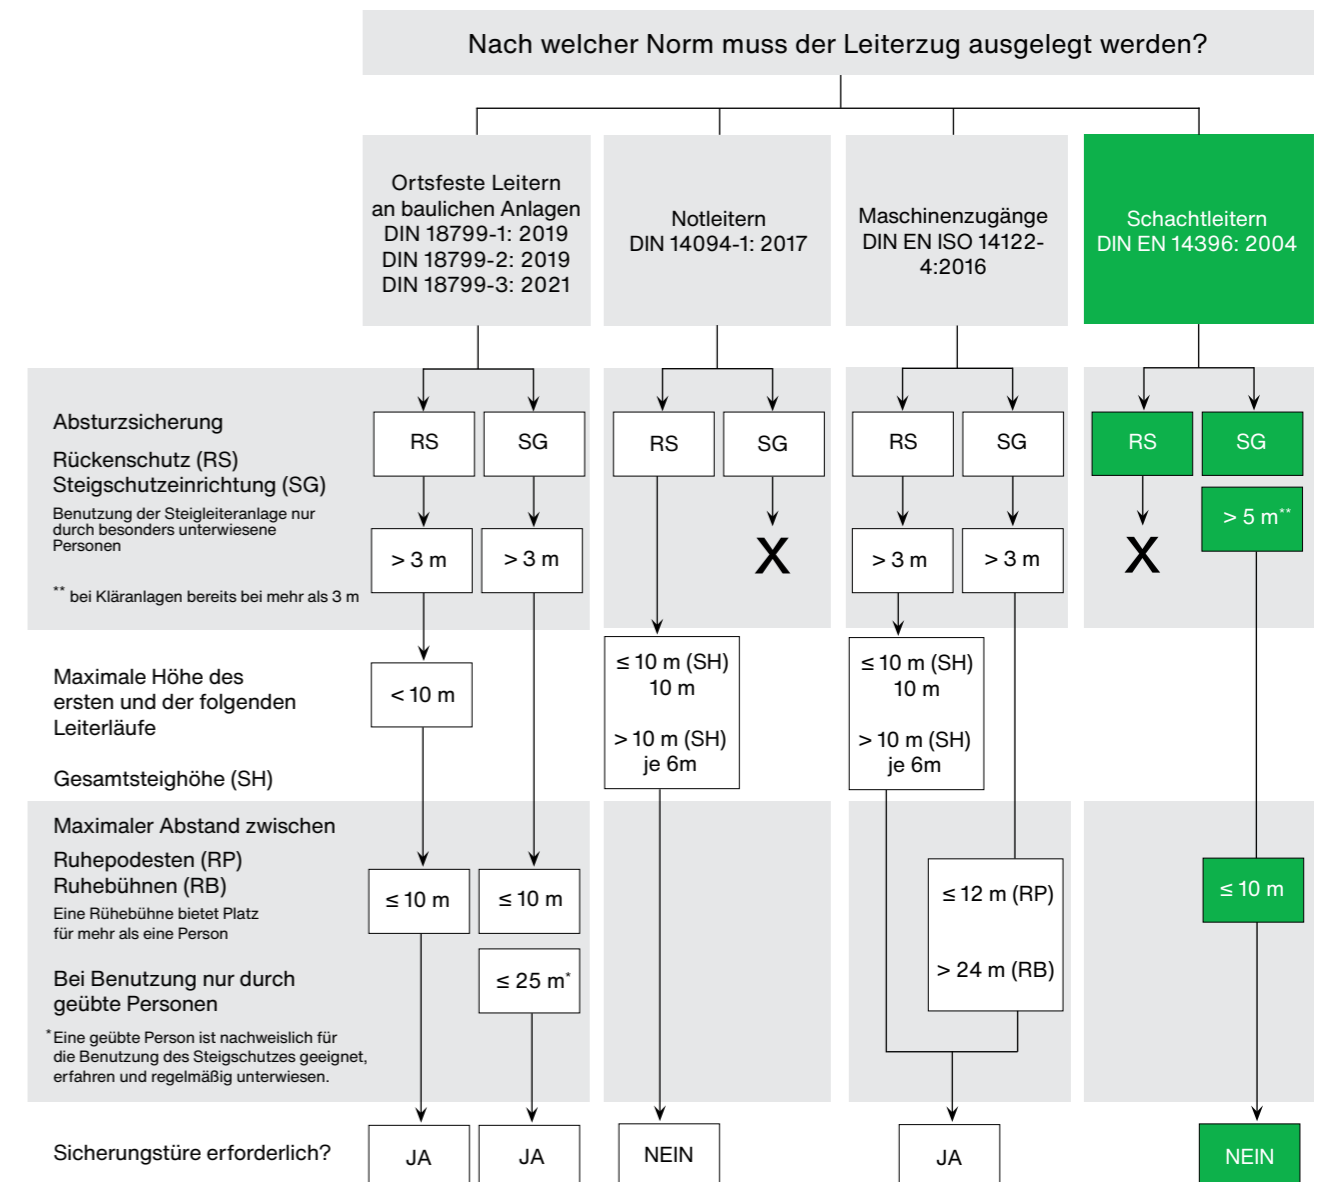 Nach welcher Norm muss der Leiterzug ausgelegt werden?
Ortsfeste Leitern
an baulichen Anlagen
DIN 18799-1: 2019
DIN 18799-2: 2019
DIN 18799-3: 2021
Notleitern
DIN 14094-1: 2017
Maschinenzugänge
DIN EN ISO 14122-
4:2016
Schachtleitern
DIN EN 14396: 2004
Absturzsicherung
Rückenschutz (RS)
Steigschutzeinrichtung (SG)
Benutzung der Steigleiteranlage nur
durch besonders unterwiesene
Personen
** bei Kläranlagen bereits bei mehr als 3 m
RS
SG
RS
SG
RS
SG
RS
SG
> 3 m
> 3 m
X
> 3 m
> 3 m
X
> 5 m**
Maximale Höhe des
ersten und der folgenden
Leiterläufe
Gesamtsteighöhe (SH)
< 10 m
≤ 10 m (SH)
10 m
> 10 m (SH)
je 6m
≤ 10 m (SH)
10 m
> 10 m (SH)
je 6m
Maximaler Abstand zwischen
Ruhepodesten (RP)
Ruhebühnen (RB)
Eine Rühebühne bietet Platz
für mehr als eine Person
Bei Benutzung nur durch
geübte Personen
* Eine geübte Person ist nachweislich für
die Benutzung des Steigschutzes geeignet,
erfahren und regelmäßig unterwiesen.
≤ 10 m
≤ 10 m
≤ 25 m*
≤ 12 m (RP)
> 24 m (RB)
≤ 10 m
Sicherungstüre erforderlich?
JA
JA
NEIN
JA
NEIN